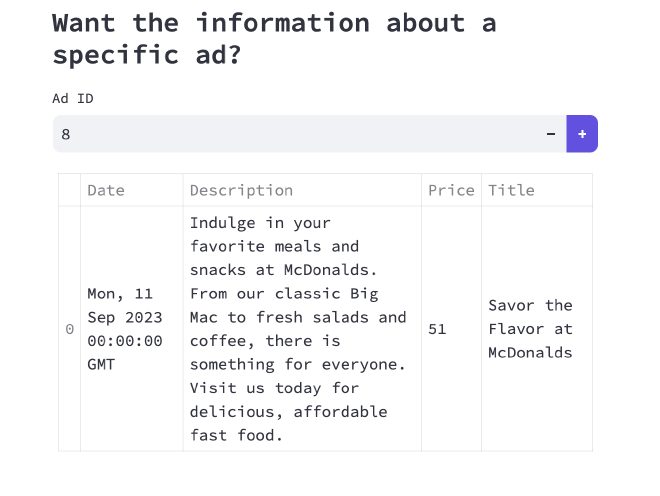 Want the information about a
specific ad?
Ad ID
8 − +
Date Description Price Title
0
Mon, 11
Sep 2023
00:00:00
GMT
Indulge in your
favorite meals and
snacks at McDonalds.
From our classic Big
Mac to fresh salads and
coffee, there is
something for everyone.
Visit us today for
delicious, affordable
fast food.
51
Savor the
Flavor at
McDonalds